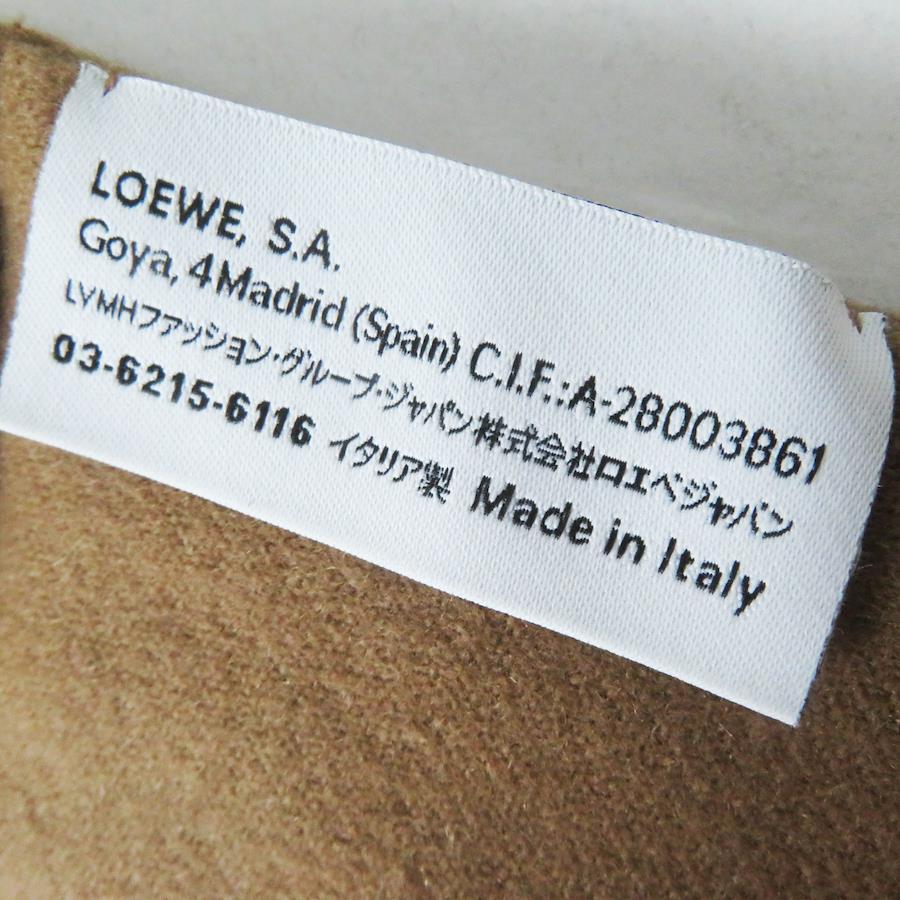 LOEWE, S.A.
Goya, 4 Madrid (Spain) C.I.F.:A-28003861
LVMHファッション・グループ・ジャパン株式会社ロエベジャパン
03-6215-6116 イタリア製 Made in Italy